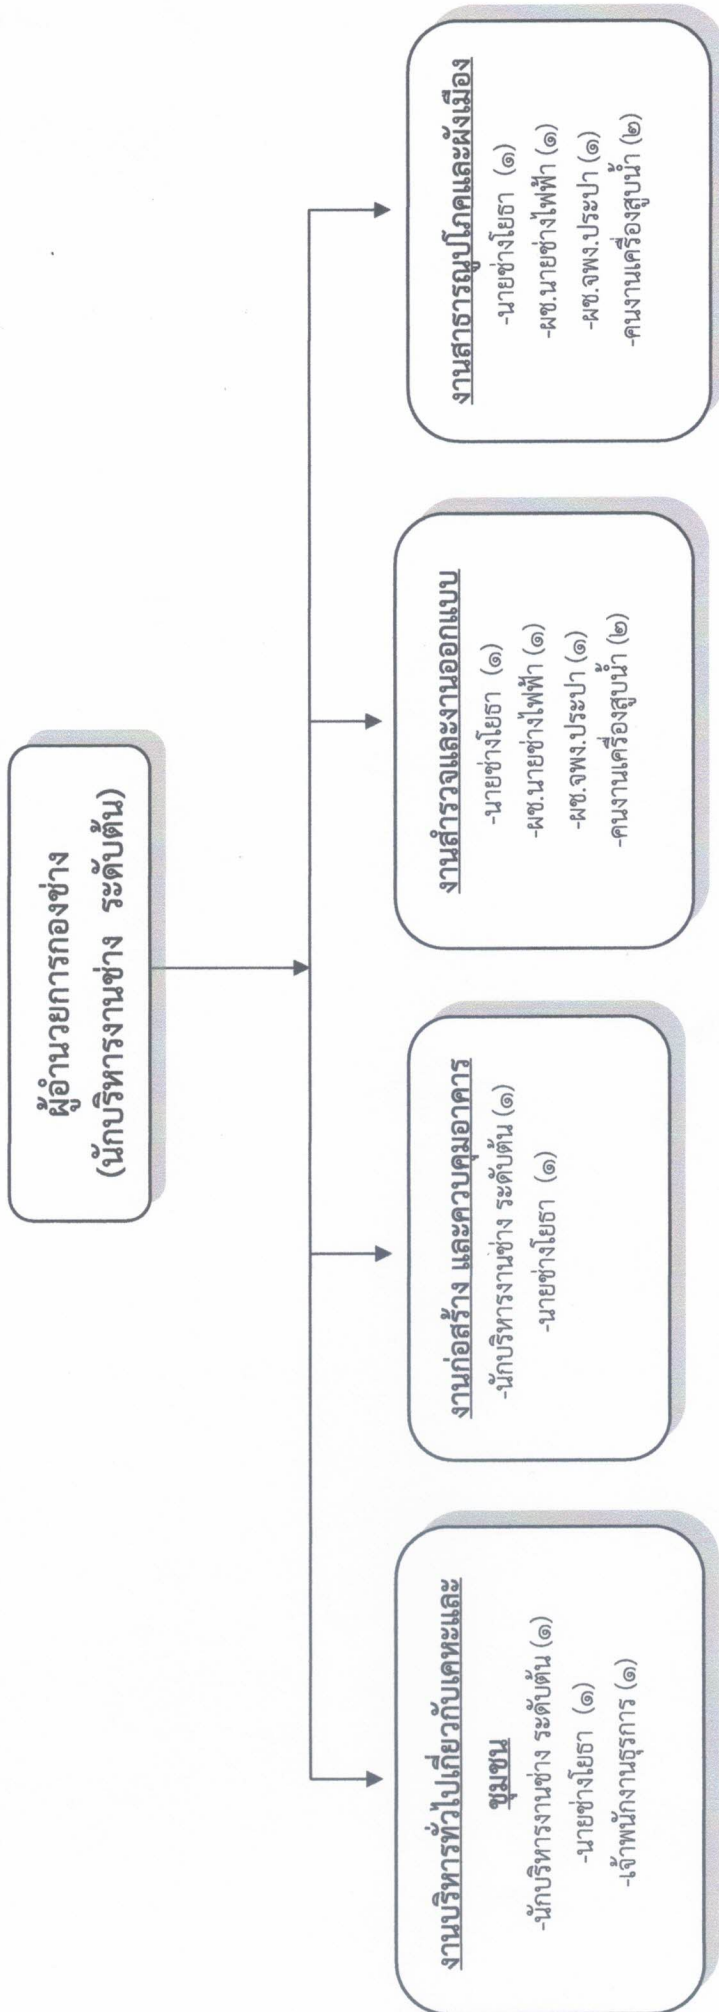 ผู้อำนวยการกองช่าง
(นักบริหารงานช่าง ระดับต้น)
งานบริหารทั่วไปเกี่ยวกับเคหะและ
ชุมชน
-นักบริหารงานช่าง ระดับต้น (๑)
-นายช่างโยธา (๑)
-เจ้าพนักงานธุรการ (๑)
งานก่อสร้าง และควบคุมอาคาร
-นักบริหารงานช่าง ระดับต้น (๑)
-นายช่างโยธา (๑)
งานสำรวจและงานออกแบบ
-นายช่างโยธา (๑)
-ผช.นายช่างไฟฟ้า (๑)
-ผช.จพง.ประปา (๑)
-คนงานเครื่องสูบน้ำ (๒)
งานสาธารณูปโภคและผังเมือง
-นายช่างโยธา (๑)
-ผช.นายช่างไฟฟ้า (๑)
-ผช.จพง.ประปา (๑)
-คนงานเครื่องสูบน้ำ (๒)